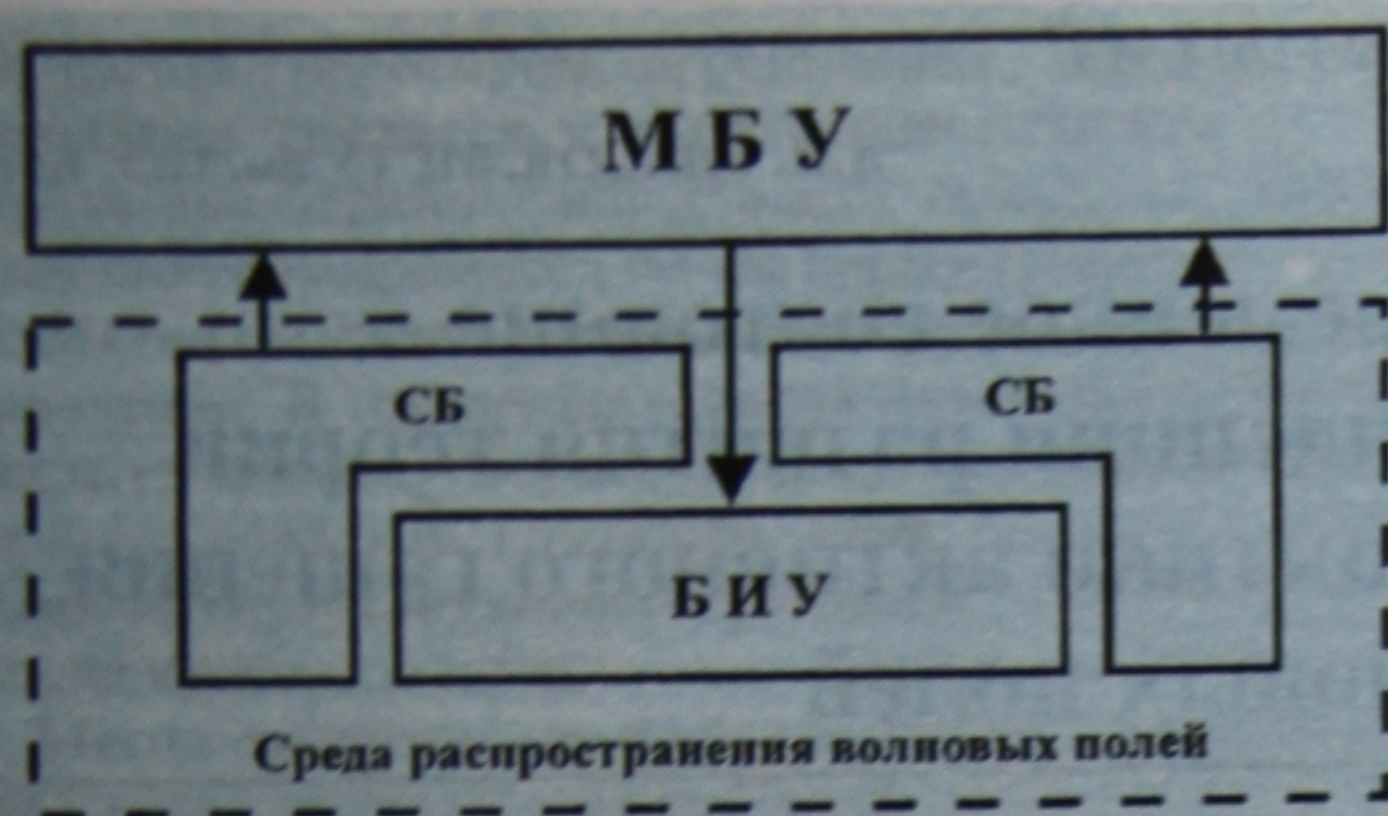 М Б У
СБ
СБ
Б И У
Среда распространения волновых полей